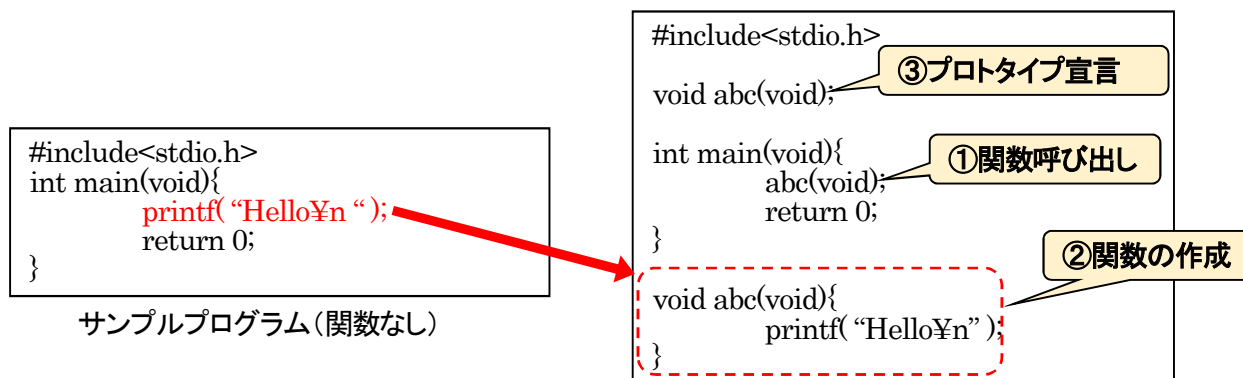 #include<stdio.h>
int main(void){
printf( “Hello¥n “ );
return 0;
}
サンプルプログラム(関数なし)
#include<stdio.h>
③プロトタイプ宣言
void abc(void);
int main(void){
①関数呼び出し
abc(void);
return 0;
}
②関数の作成
void abc(void){
printf( “Hello¥n” );
}